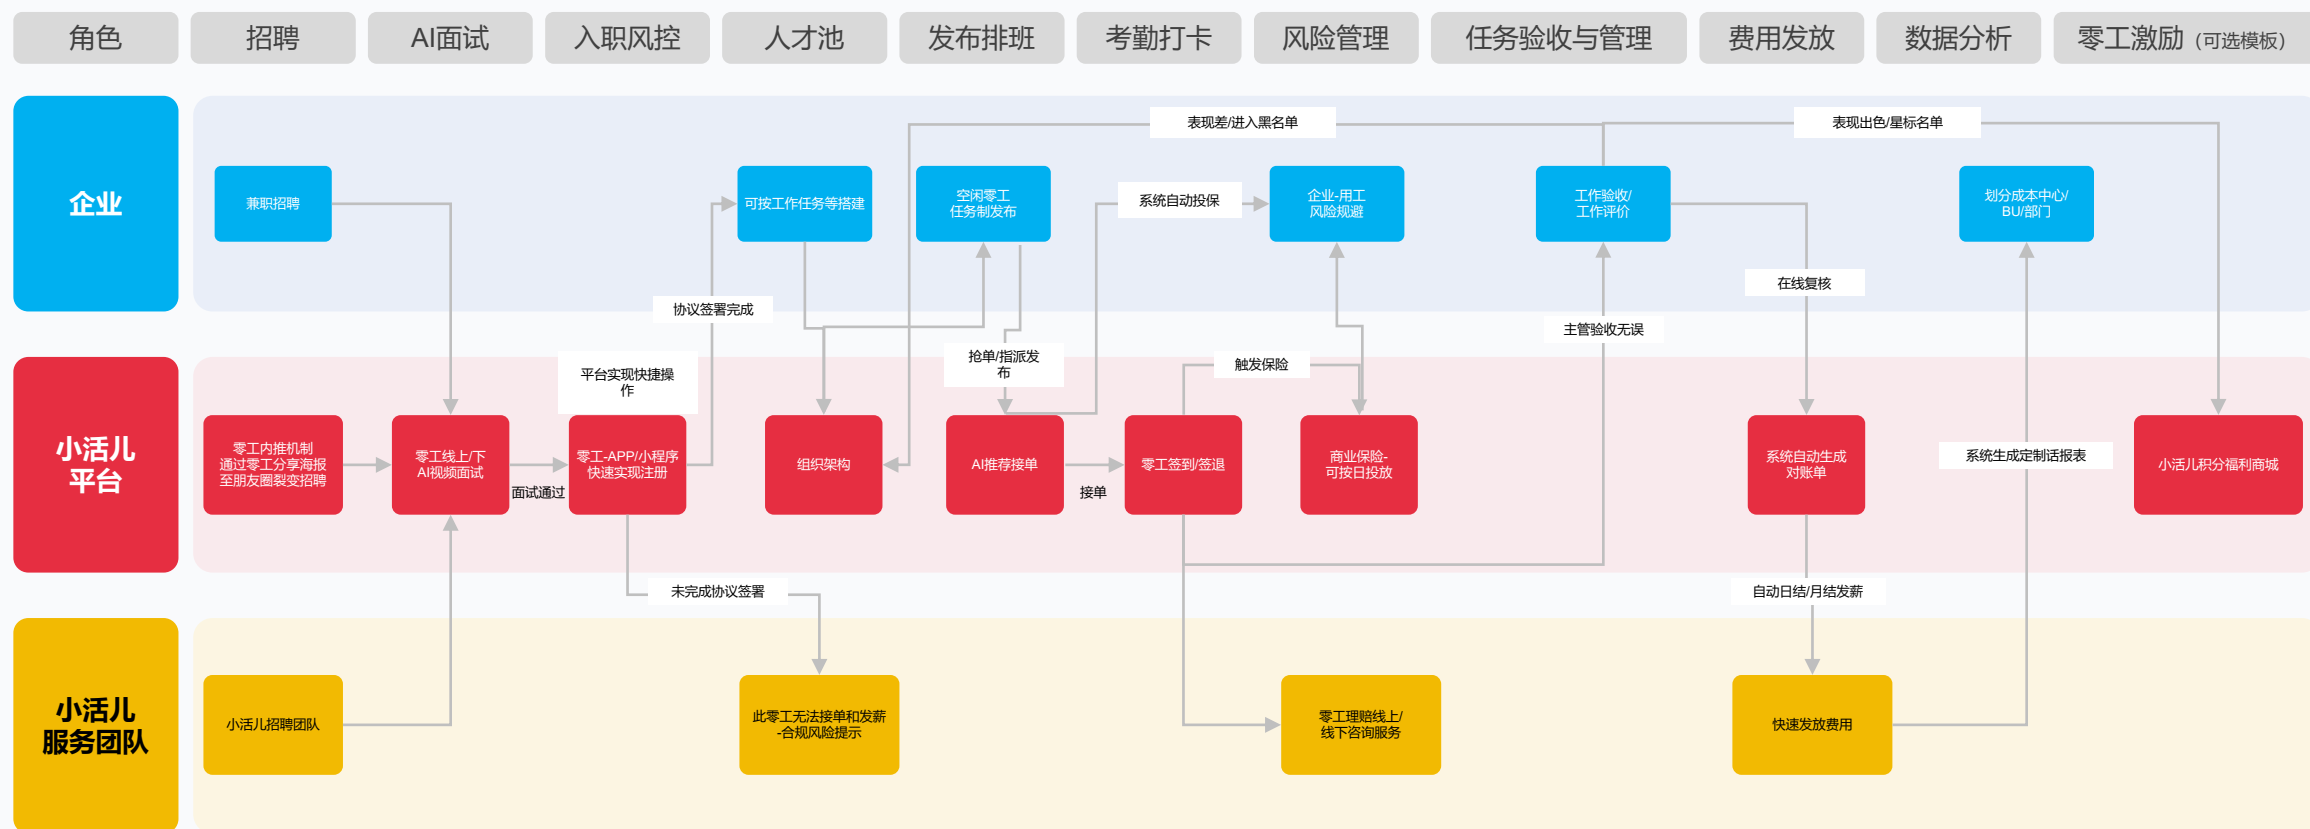 角色
招聘
AI面试
入职风控
人才池
发布排班
考勤打卡
风险管理
任务验收与管理
费用发放
数据分析
零工激励（可选模板）
企业
表现差/进入黑名单
表现出色/星标名单
兼职招聘
可按工作任务等搭建
空闲零工
任务制发布
系统自动投保
企业-用工
风险规避
工作验收/
工作评价
划分成本中心/
BU/部门
在线复核
协议签署完成
主管验收无误
小活儿
平台
平台实现快捷操
作
抢单/指派发
布
触发保险
零工内推机制
通过零工分享海报
至朋友圈裂变招聘
零工线上/下
AI视频面试
面试通过
零工-APP/小程序
快速实现注册
组织架构
AI推荐接单
接单
零工签到/签退
商业保险-
可按日投放
系统自动生成
对账单
系统生成定制话报表
小活儿积分福利商城
未完成协议签署
自动日结/月结发薪
小活儿
服务团队
小活儿招聘团队
此零工无法接单和发薪
-合规风险提示
零工理赔线上/
线下咨询服务
快速发放费用